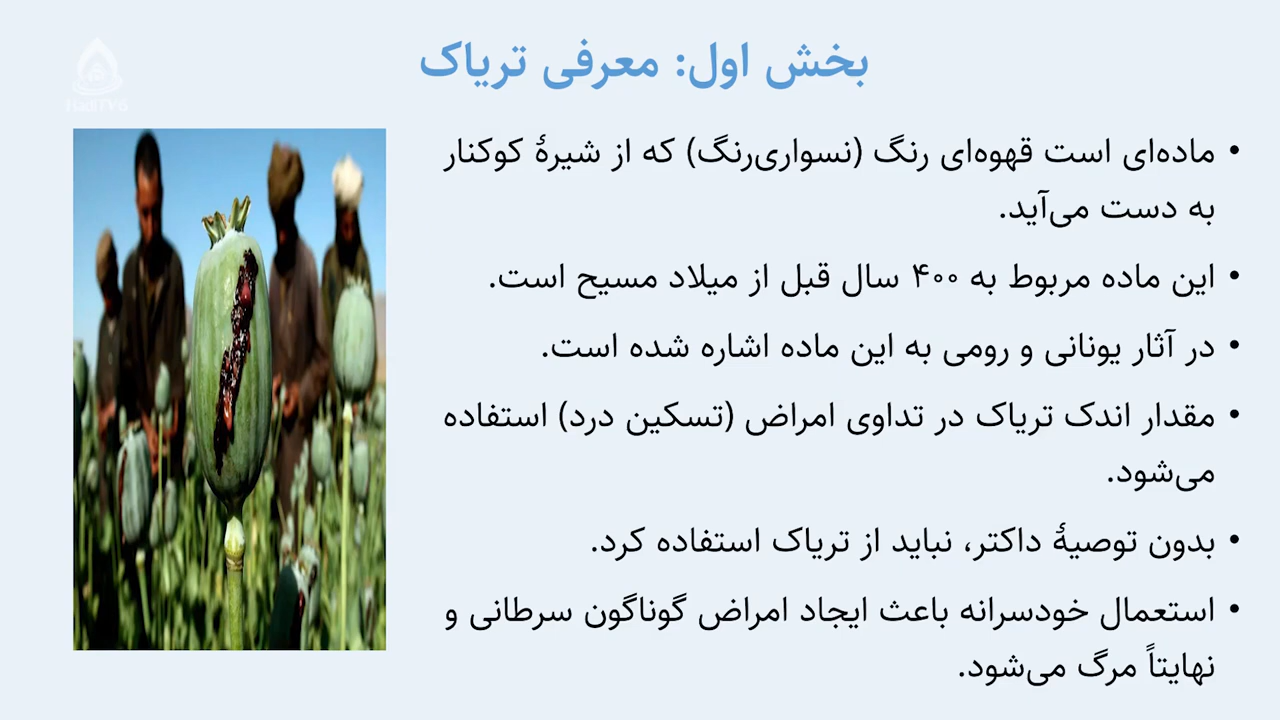 بخش اول: معرفی تریاک
• ماده‌ای است قهوه‌ای رنگ (نسواری‌رنگ) که از شیرهٔ کوکنار
به دست می‌آید.
• این ماده مربوط به ۴۰۰ سال قبل از میلاد مسیح است.
• در آثار یونانی و رومی به این ماده اشاره شده است.
• مقدار اندک تریاک در تداوی امراض (تسکین درد) استفاده
می‌شود.
• بدون توصیهٔ داکتر، نباید از تریاک استفاده کرد.
• استعمال خودسرانه باعث ایجاد امراض گوناگون سرطانی و
نهایتاً مرگ می‌شود.